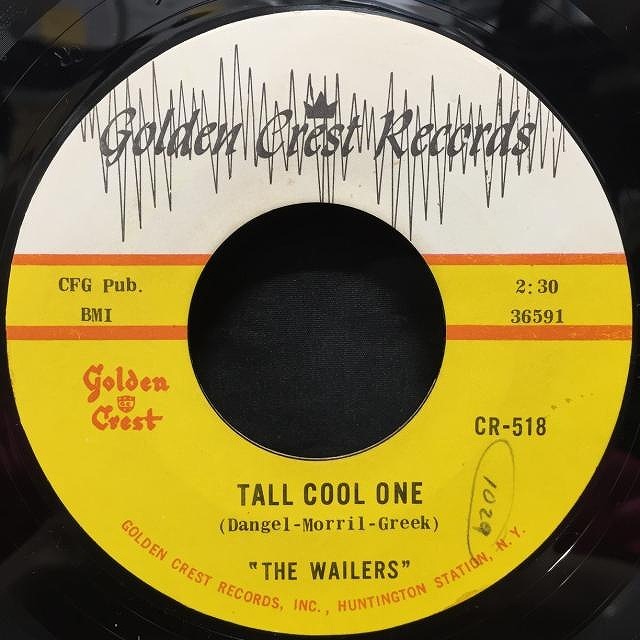 Golden Crest Records
CFG Pub.
BMI
2:30
36591
Golden
GC
Crest
CR-518
TALL COOL ONE
(Dangel-Morril-Greek)
1029
"THE WAILERS"
GOLDEN CREST RECORDS, INC., HUNTINGTON STATION, N.Y.